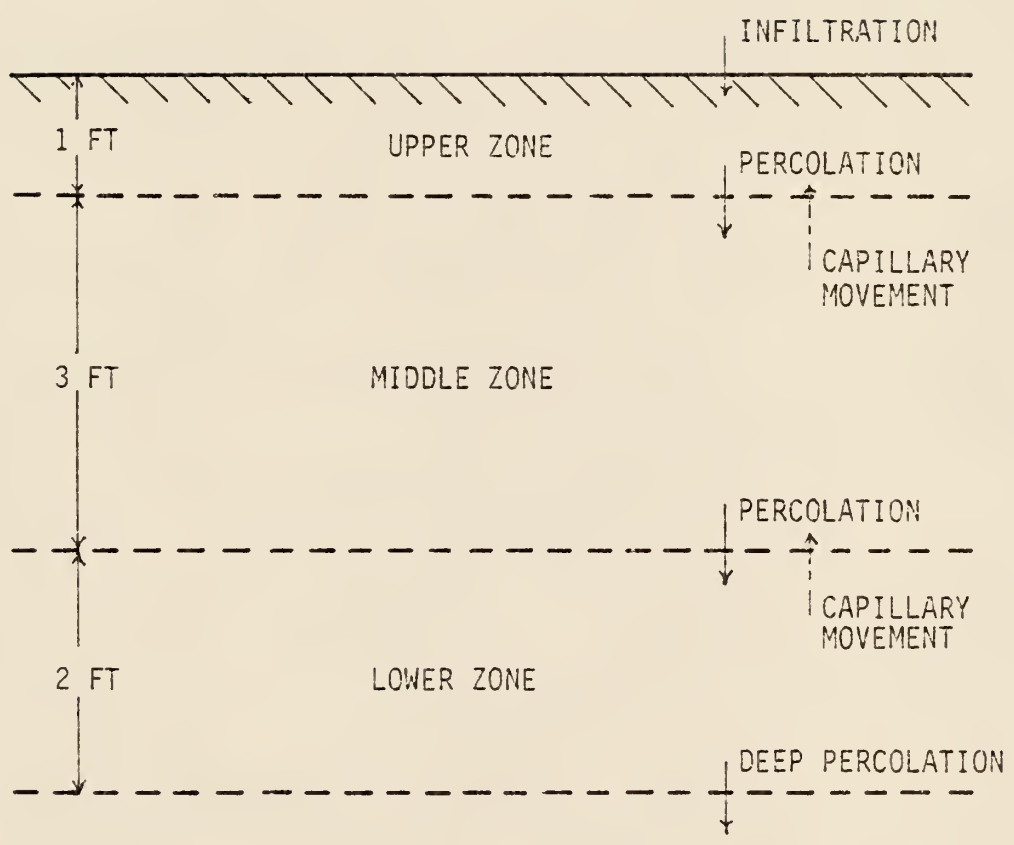 INFILTRATION
1 FT
UPPER ZONE
PERCOLATION
CAPILLARY
MOVEMENT
3 FT
MIDDLE ZONE
PERCOLATION
CAPILLARY
MOVEMENT
2 FT
LOWER ZONE
DEEP PERCOLATION